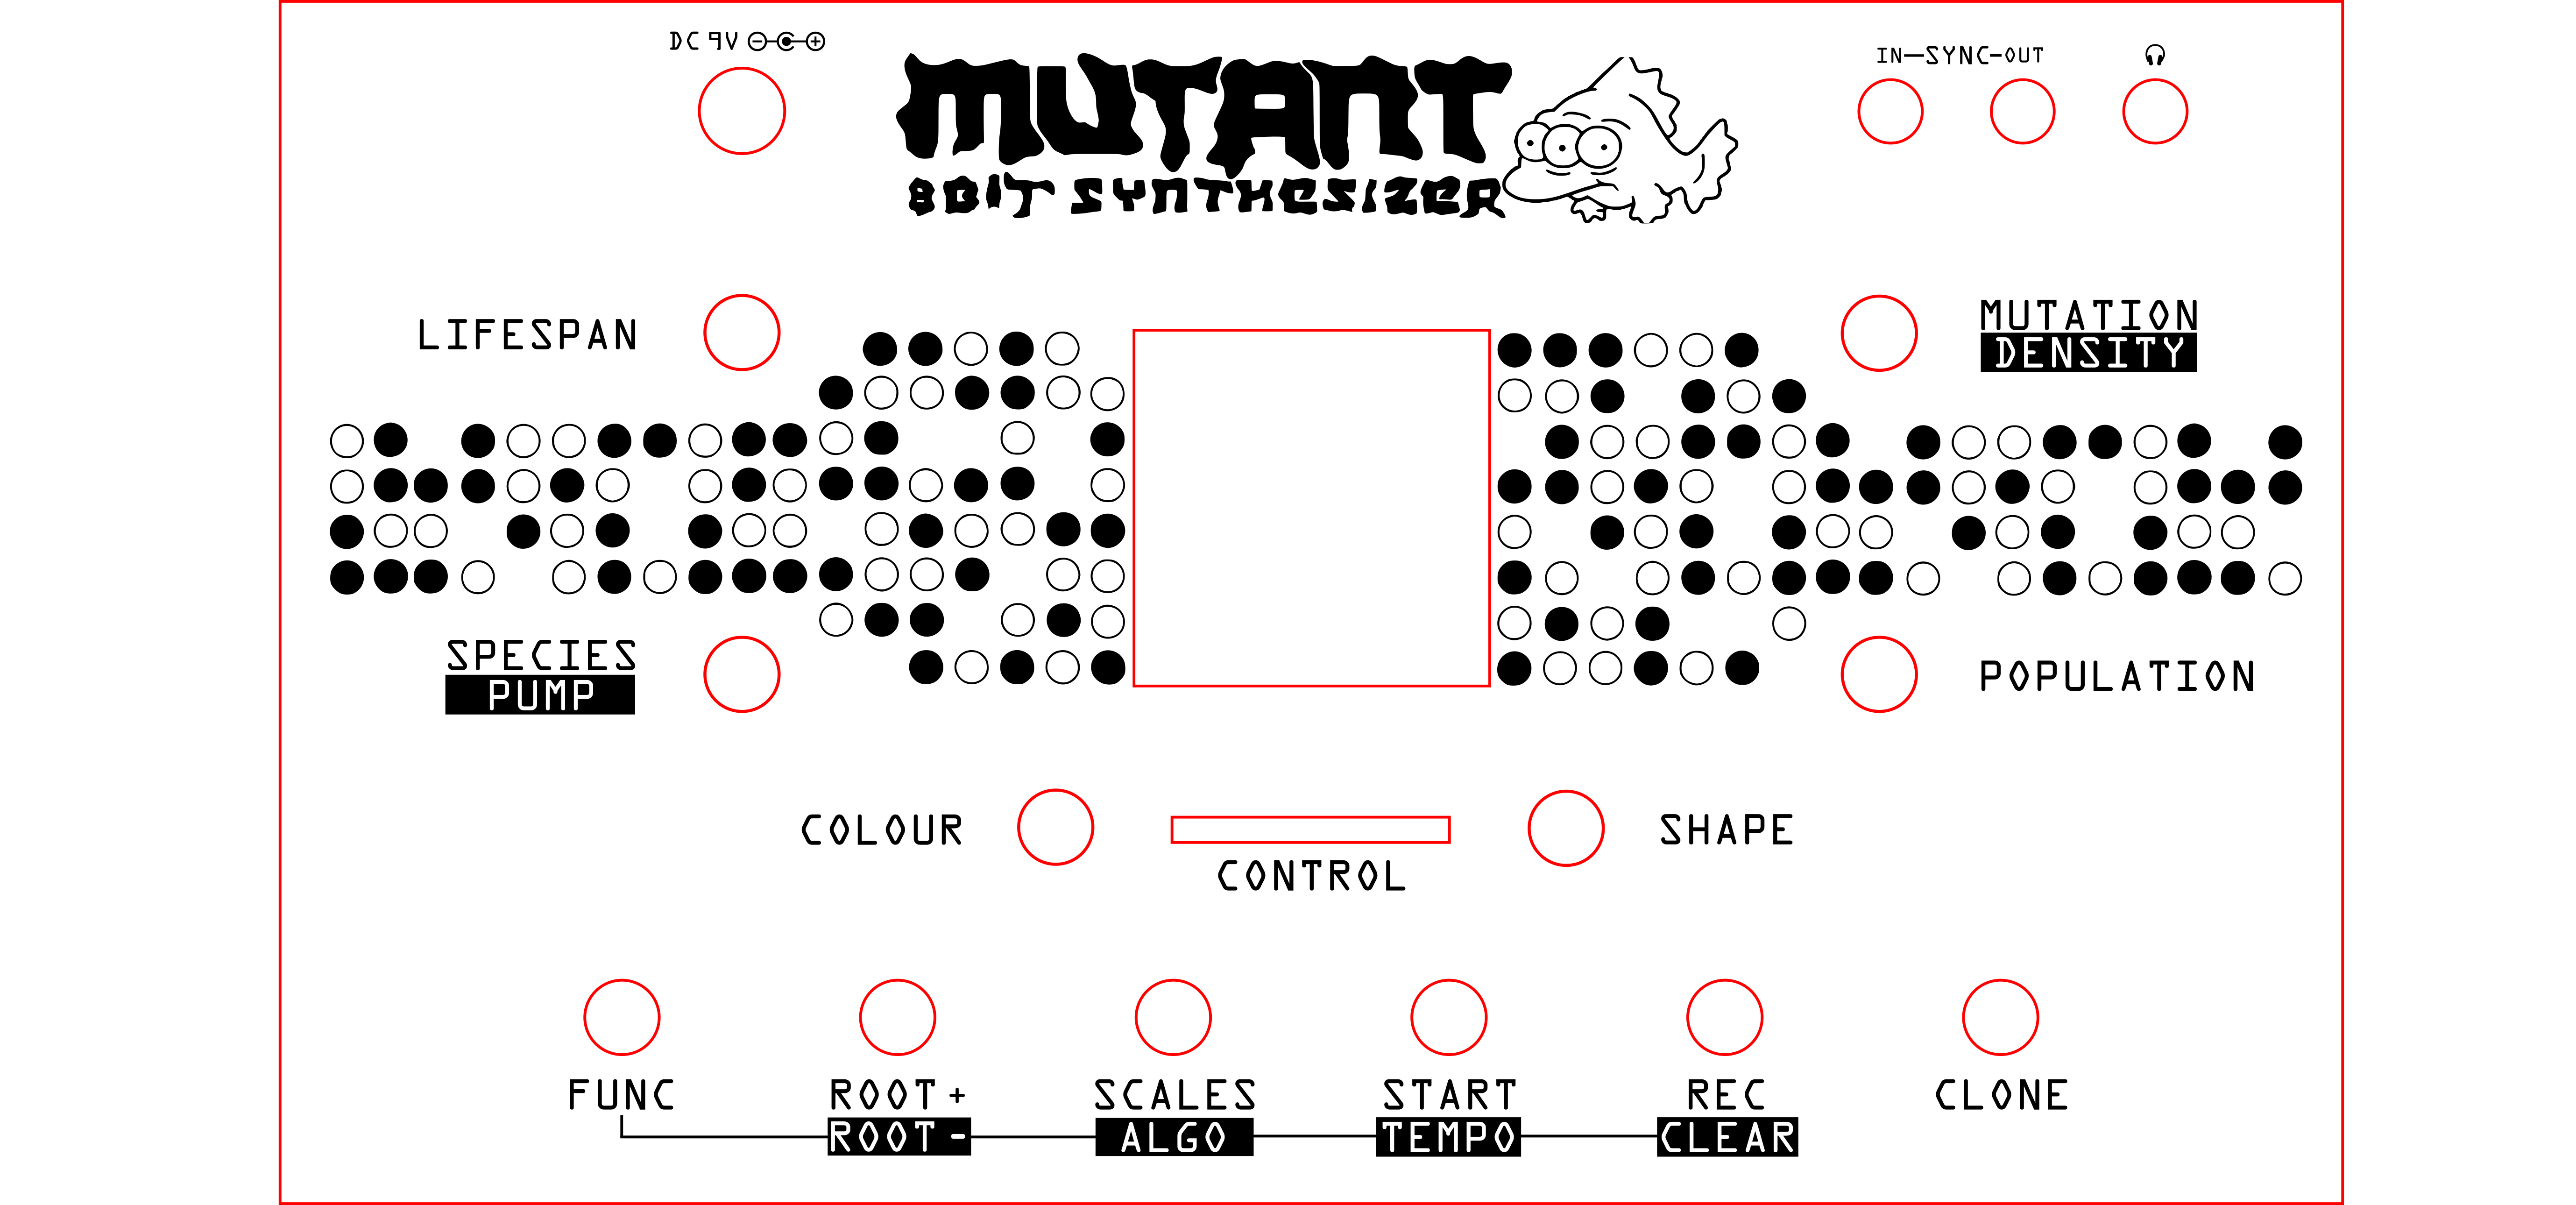 DC 9V
IN—SYNC—OUT
MUTANT
8BIT SYNTHESIZER
LIFESPAN
MUTATION
DENSITY
SPECIES
PUMP
POPULATION
COLOUR
SHAPE
CONTROL
FUNC
ROOT +
ROOT -
SCALES
ALGO
START
TEMPO
REC
CLEAR
CLONE